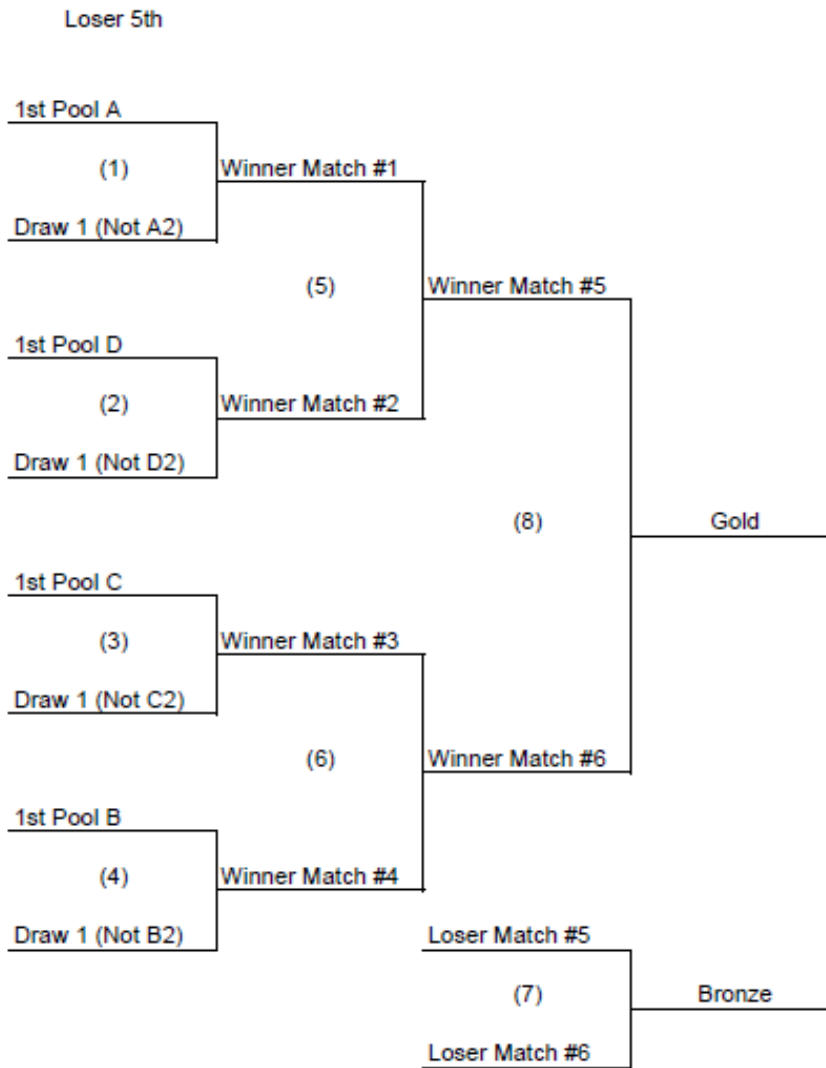 Loser 5th
1st Pool A
(1)
Winner Match #1
Draw 1 (Not A2)
(5)
Winner Match #5
1st Pool D
(2)
Winner Match #2
Draw 1 (Not D2)
(8)
Gold
1st Pool C
(3)
Winner Match #3
Draw 1 (Not C2)
(6)
Winner Match #6
1st Pool B
(4)
Winner Match #4
Draw 1 (Not B2)
Loser Match #5
(7)
Bronze
Loser Match #6